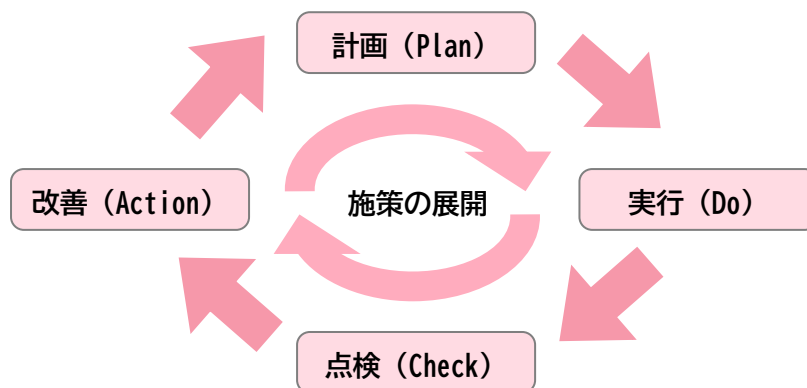 計画（Plan）
改善（Action）
施策の展開
実行（Do）
点検（Check）